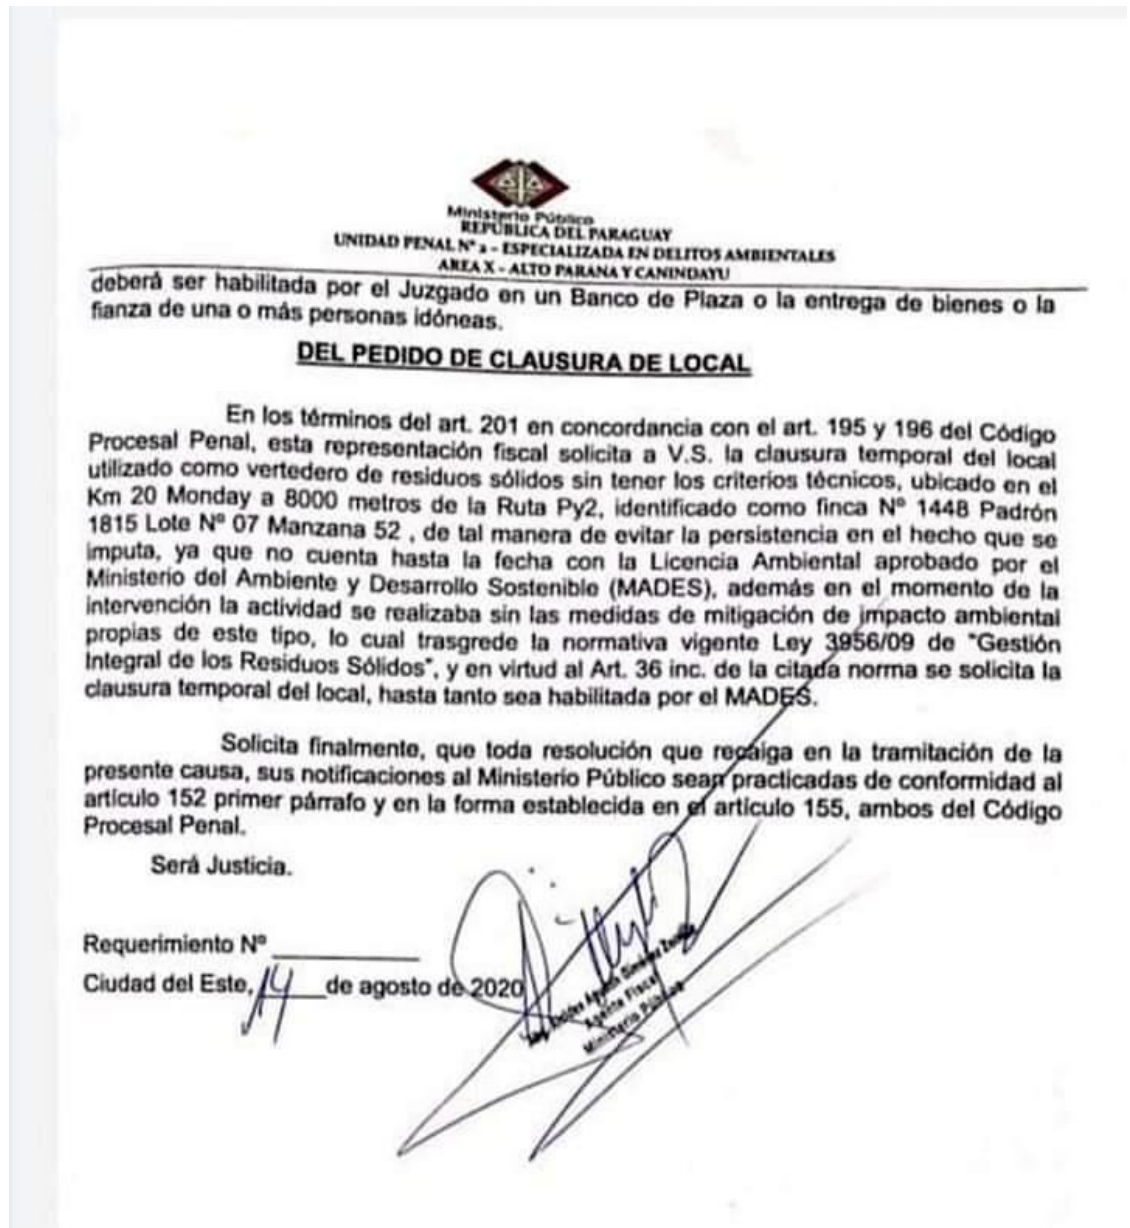 Ministerio Público
REPÚBLICA DEL PARAGUAY
UNIDAD PENAL Nº 2 - ESPECIALIZADA EN DELITOS AMBIENTALES
AREA X - ALTO PARANA Y CANINDAYU
deberá ser habilitada por el Juzgado en un Banco de Plaza o la entrega de bienes o la
fianza de una o más personas idóneas.
DEL PEDIDO DE CLAUSURA DE LOCAL
En los términos del art. 201 en concordancia con el art. 195 y 196 del Código
Procesal Penal, esta representación fiscal solicita a V.S. la clausura temporal del local
utilizado como vertedero de residuos sólidos sin tener los criterios técnicos, ubicado en el
Km 20 Monday a 8000 metros de la Ruta Py2, identificado como finca Nº 1448 Padrón
1815 Lote Nº 07 Manzana 52 , de tal manera de evitar la persistencia en el hecho que se
imputa, ya que no cuenta hasta la fecha con la Licencia Ambiental aprobado por el
Ministerio del Ambiente y Desarrollo Sostenible (MADES), además en el momento de la
intervención la actividad se realizaba sin las medidas de mitigación de impacto ambiental
propias de este tipo, lo cual trasgrede la normativa vigente Ley 3956/09 de "Gestión
Integral de los Residuos Sólidos", y en virtud al Art. 36 inc. de la citada norma se solicita la
clausura temporal del local, hasta tanto sea habilitada por el MADES.
Solicita finalmente, que toda resolución que recaiga en la tramitación de la
presente causa, sus notificaciones al Ministerio Público sean practicadas de conformidad al
artículo 152 primer párrafo y en la forma establecida en el artículo 155, ambos del Código
Procesal Penal.
Será Justicia.
Requerimiento Nº
Ciudad del Este, 14 de agosto de 2020
Agente Fiscal
Ministerio Público